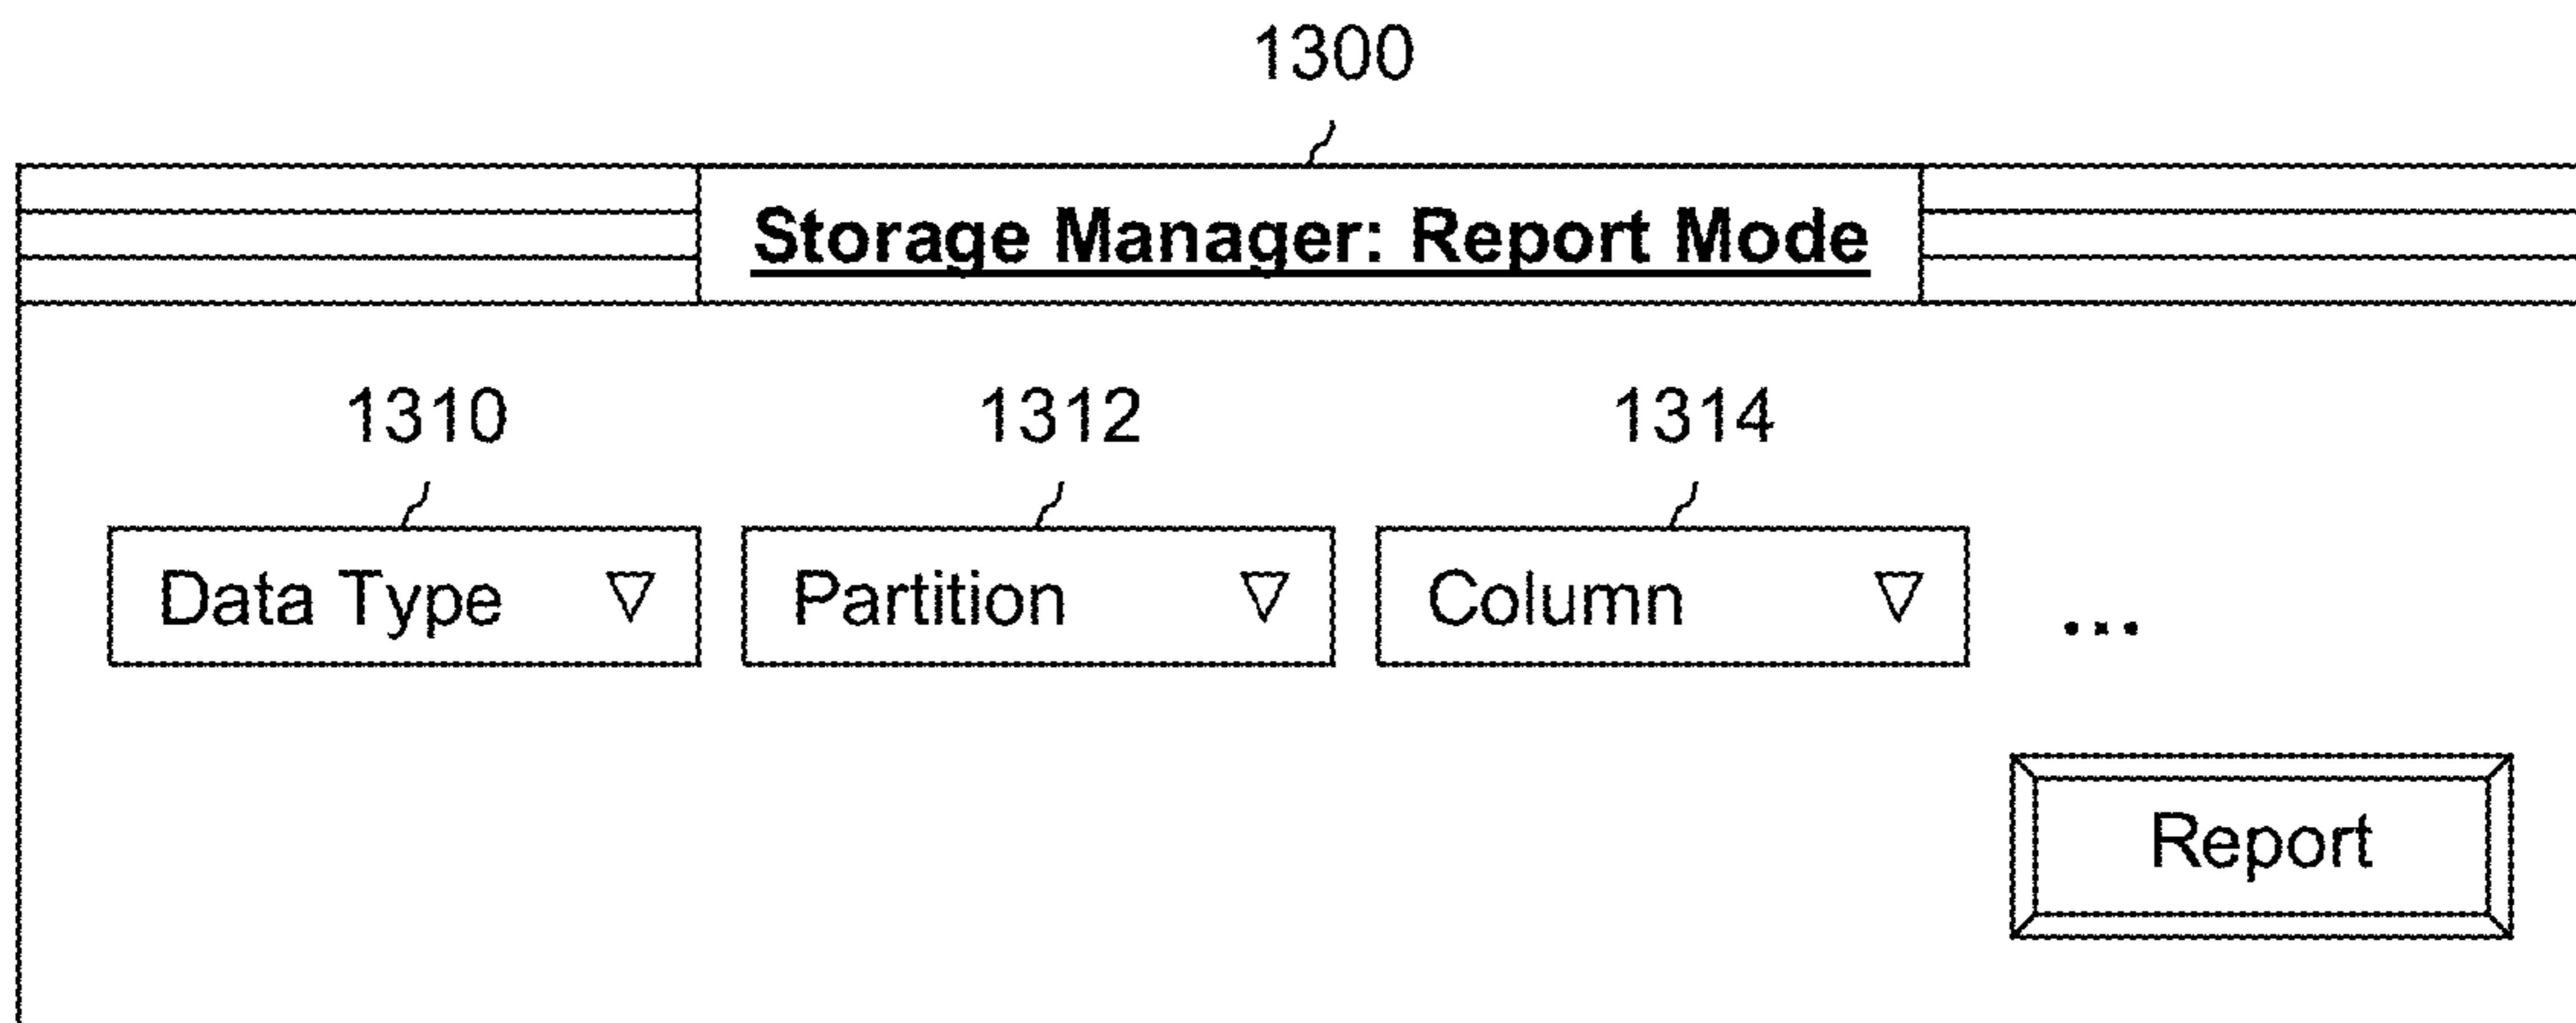 1300
Storage Manager: Report Mode
1310 1312 1314
Data Type Partition Column ...
Report